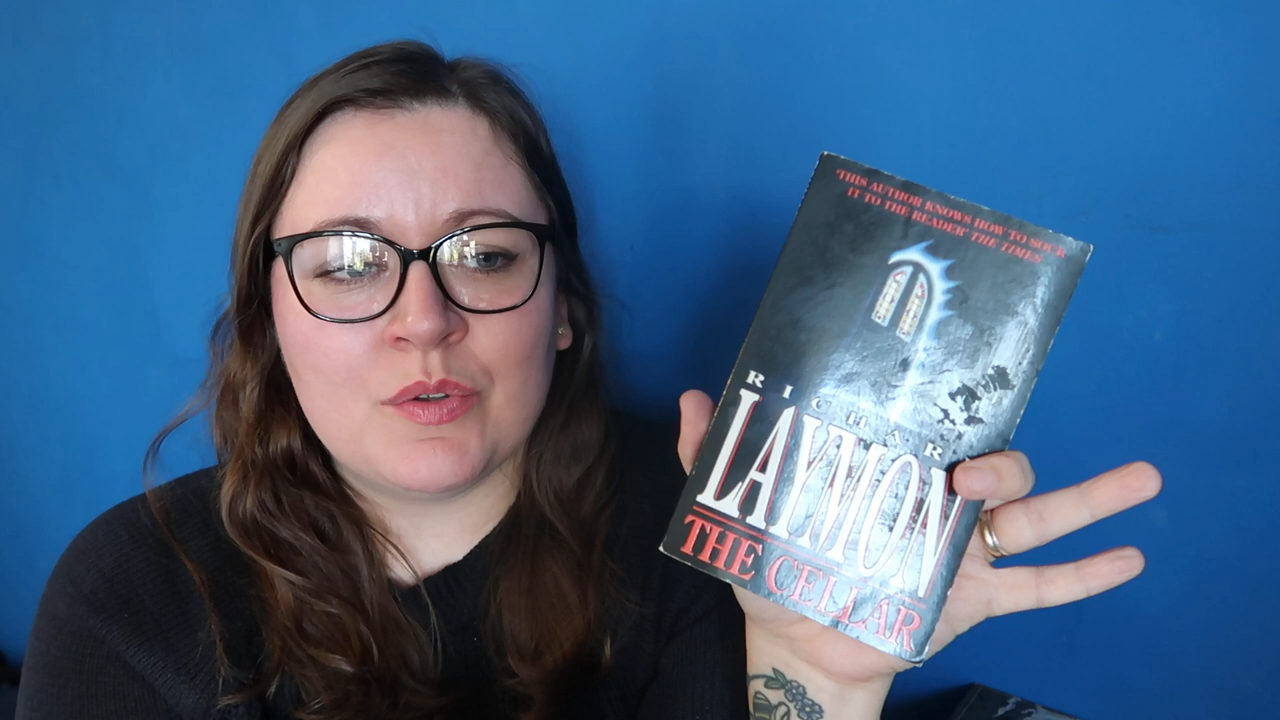 'THIS AUTHOR KNOWS HOW TO SOCK
IT TO THE READER' THE TIMES
RICHAR
LAYMON
THE CELLAR